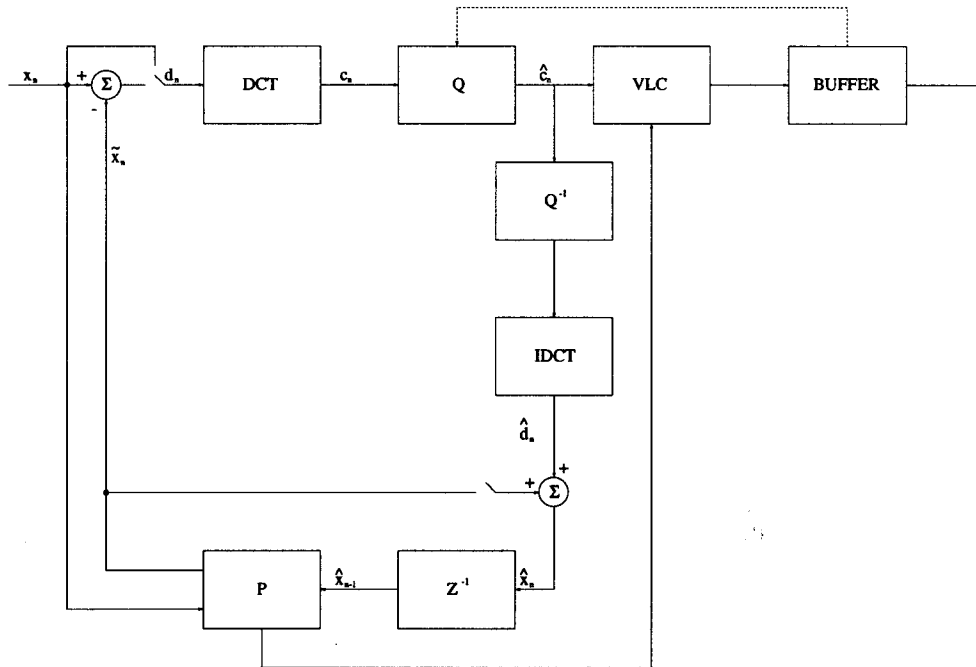 xₙ + Σ dₙ DCT cₙ Q ĉₙ VLC BUFFER
-
x̃ₙ
Q⁻¹
IDCT
d̂ₙ
+
+ Σ
P x̂ₙ₋₁ Z⁻¹ x̂ₙ